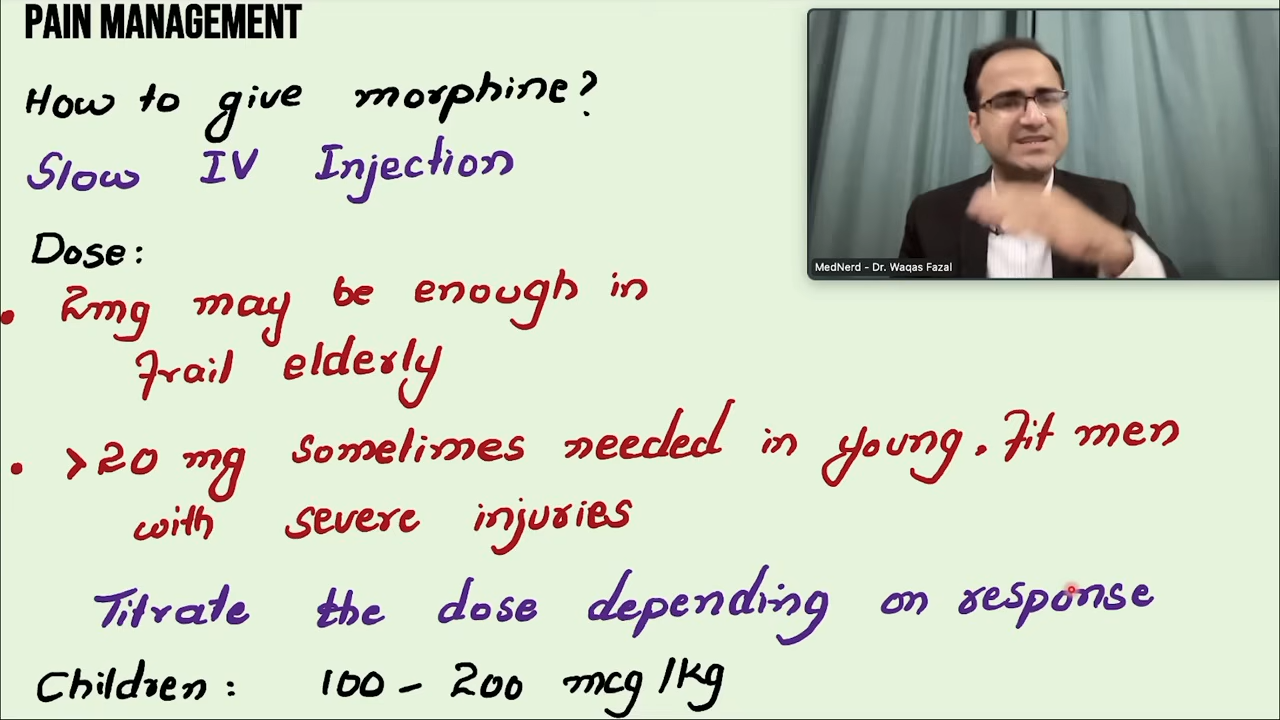 PAIN MANAGEMENT
How to give morphine?
Slow IV Injection
Dose:
• 2mg may be enough in
frail elderly
• >20 mg sometimes needed in young, fit men
with severe injuries
Titrate the dose depending on response
Children: 100 - 200 mcg/kg
MedNerd - Dr. Waqas Fazal